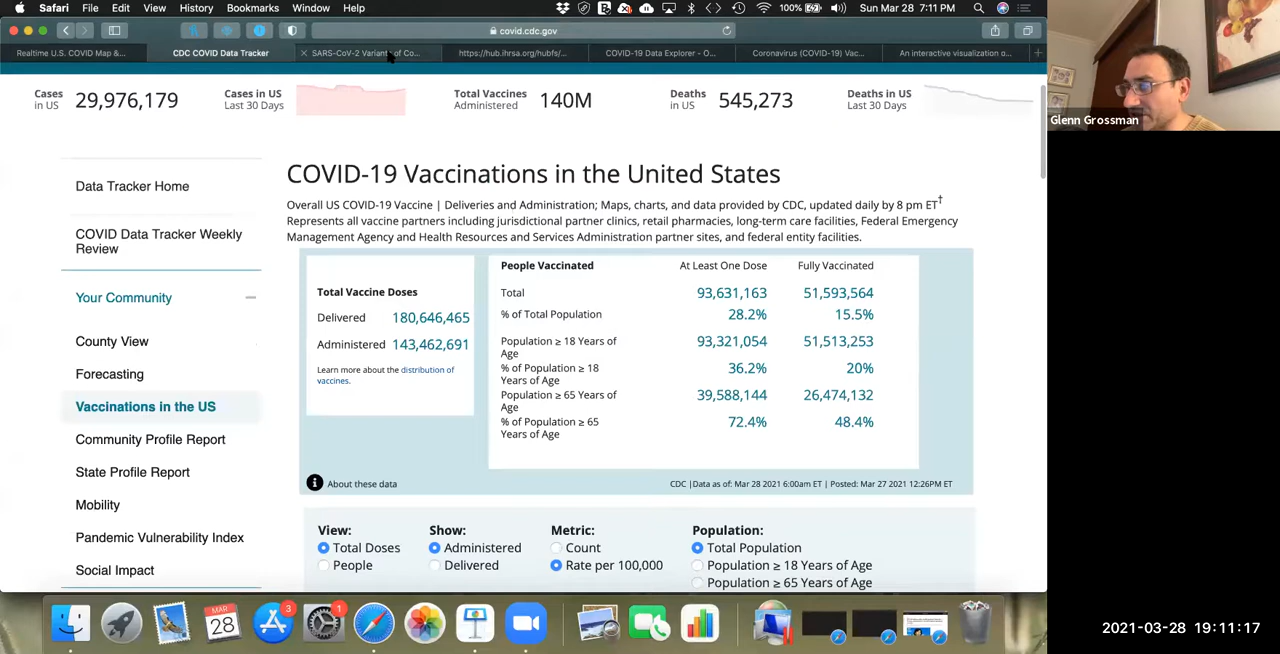 Safari File Edit View History Bookmarks Window Help
100% Sun Mar 28 7:11 PM
covid.cdc.gov
Realtime U.S. COVID Map &...
CDC COVID Data Tracker
SARS-CoV-2 Variants of Co...
https://hub.ihrsa.org/hubfs/...
COVID-19 Data Explorer - O...
Coronavirus (COVID-19) Vac...
An interactive visualization o...
Cases in US 29,976,179
Cases in US Last 30 Days
Total Vaccines Administered 140M
Deaths in US 545,273
Deaths in US Last 30 Days
Glenn Grossman
Data Tracker Home
COVID Data Tracker Weekly
Review
Your Community
County View
Forecasting
Vaccinations in the US
Community Profile Report
State Profile Report
Mobility
Pandemic Vulnerability Index
Social Impact
COVID-19 Vaccinations in the United States
Overall US COVID-19 Vaccine | Deliveries and Administration; Maps, charts, and data provided by CDC, updated daily by 8 pm ET†
Represents all vaccine partners including jurisdictional partner clinics, retail pharmacies, long-term care facilities, Federal Emergency
Management Agency and Health Resources and Services Administration partner sites, and federal entity facilities.
Total Vaccine Doses
Delivered 180,646,465
Administered 143,462,691
Learn more about the distribution of
vaccines.
People Vaccinated At Least One Dose Fully Vaccinated
Total 93,631,163 51,593,564
% of Total Population 28.2% 15.5%
Population ≥ 18 Years of
Age 93,321,054 51,513,253
% of Population ≥ 18
Years of Age 36.2% 20%
Population ≥ 65 Years of
Age 39,588,144 26,474,132
% of Population ≥ 65
Years of Age 72.4% 48.4%
About these data
CDC |Data as of: Mar 28 2021 6:00am ET | Posted: Mar 27 2021 12:26PM ET
View: Show: Metric: Population:
Total Doses Administered Count Total Population
People Delivered Rate per 100,000 Population ≥ 18 Years of Age
Population ≥ 65 Years of Age
MAR
28
3
1
2021-03-28 19:11:17